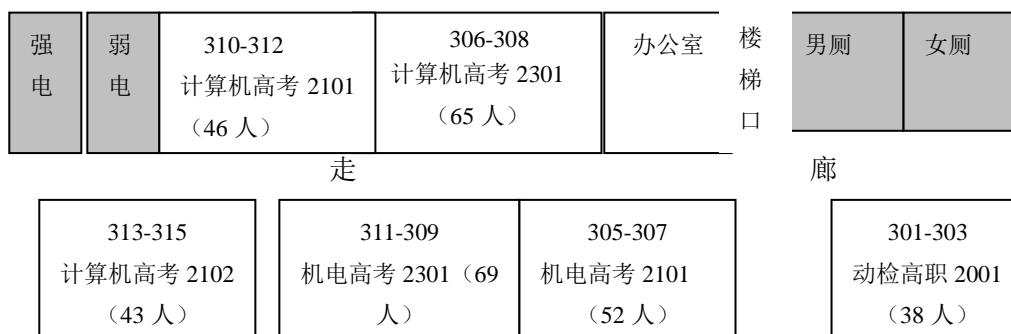 强电
弱电
310-312
计算机高考 2101
（46 人）
306-308
计算机高考 2301
（65 人）
办公室
楼梯口
男厕
女厕
走 廊
313-315
计算机高考 2102
（43 人）
311-309
机电高考 2301（69
人）
305-307
机电高考 2101
（52 人）
301-303
动检高职 2001
（38 人）